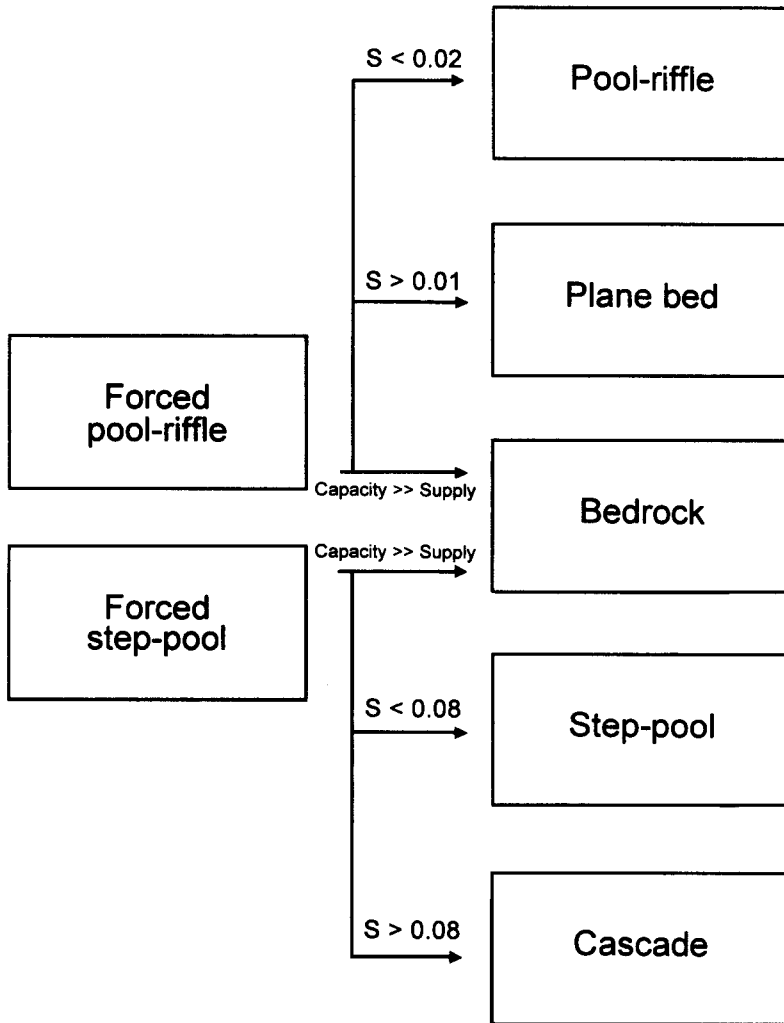 S < 0.02
Pool-riffle
S > 0.01
Plane bed
Forced
pool-riffle
Capacity >> Supply
Bedrock
Capacity >> Supply
Forced
step-pool
S < 0.08
Step-pool
S > 0.08
Cascade